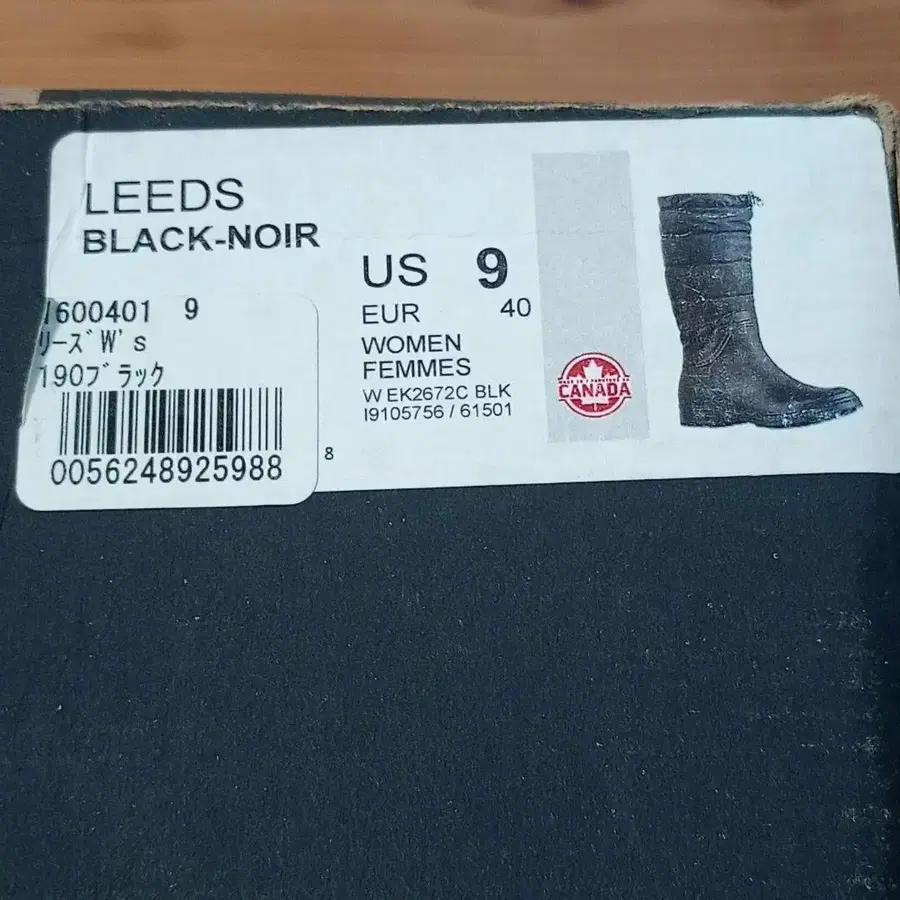 LEEDS
BLACK-NOIR
1600401 9
リーズ゛W's
190ブラック
0056248925988
8
US 9
EUR 40
WOMEN
FEMMES
W EK2672C BLK
I9105756 / 61501
CANADA